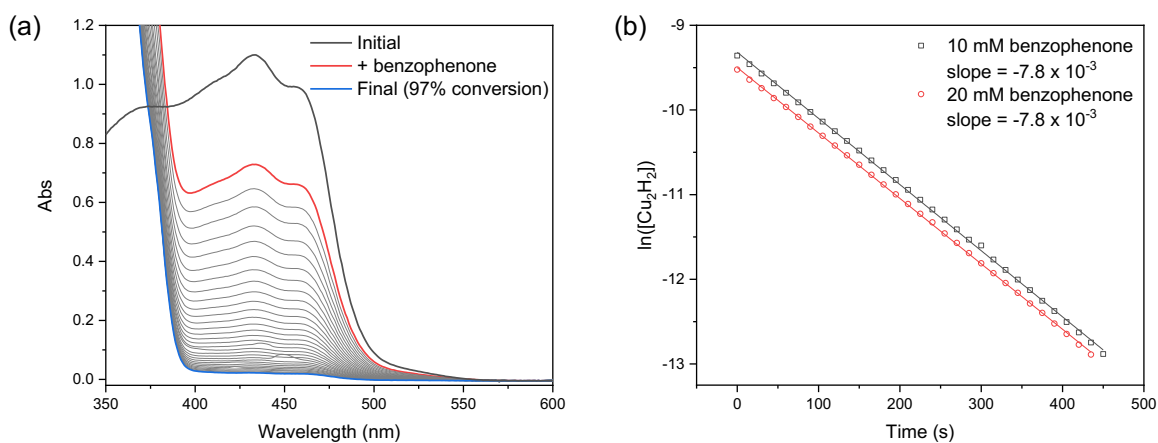 (a)
1.2
1.0
0.8
0.6
0.4
0.2
0.0
Abs
350 400 450 500 550 600
Wavelength (nm)
Initial
+ benzophenone
Final (97% conversion)
(b)
-9
-10
-11
-12
-13
ln([Cu₂H₂])
0 100 200 300 400 500
Time (s)
10 mM benzophenone
slope = -7.8 x 10⁻³
20 mM benzophenone
slope = -7.8 x 10⁻³